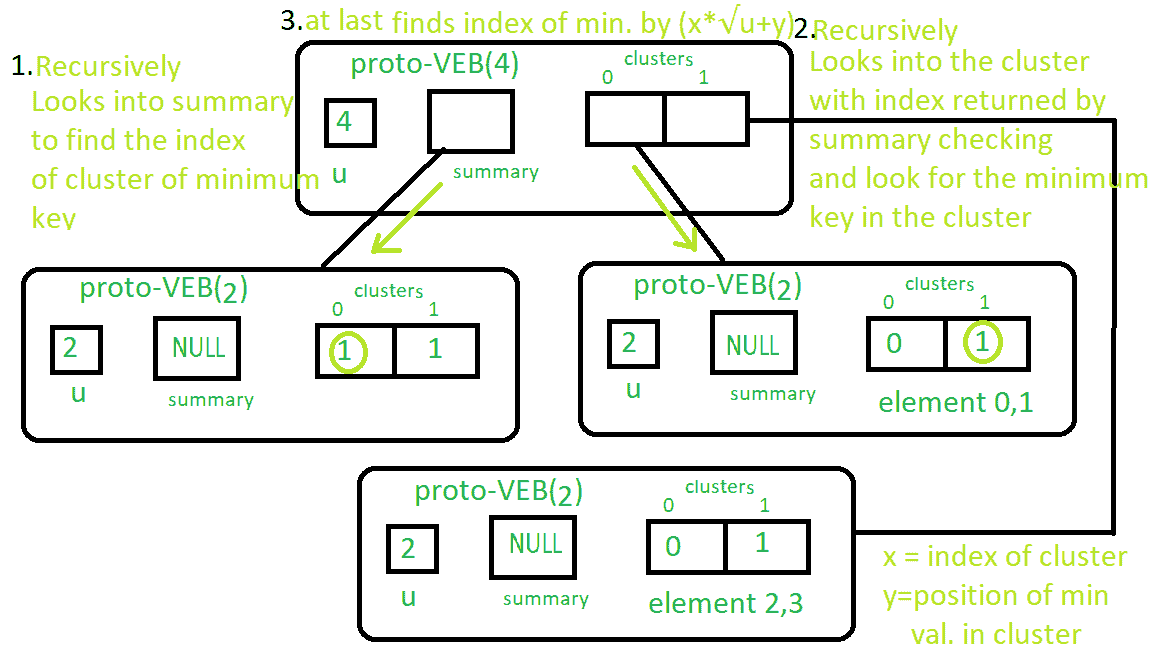 3.at last finds index of min. by (x*√u+y)
1.Recursively
Looks into summary
to find the index
of cluster of minimum
key
proto-VEB(4)
clusters
0 1
4
u
summary
2.Recursively
Looks into the cluster
with index returned by
summary checking
and look for the minimum
key in the cluster
proto-VEB(2)
clusters
0 1
2 NULL 1 1
u
summary
proto-VEB(2)
clusters
0 1
2 NULL 0 1
u
summary
element 0,1
proto-VEB(2)
clusters
0 1
2 NULL 0 1
u
summary
element 2,3
x = index of cluster
y=position of min
val. in cluster